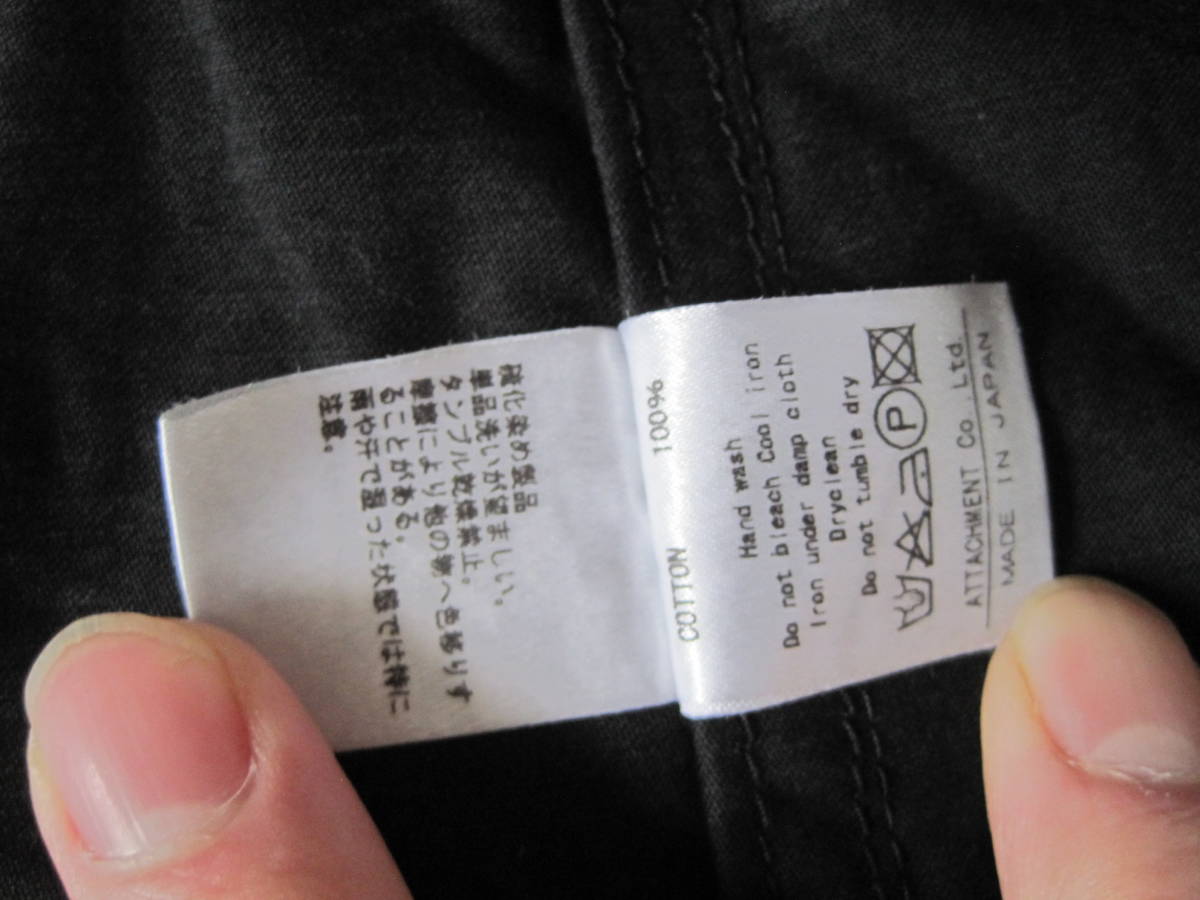 硫化染め製品
単品洗いが望ましい。
タンブル乾燥禁止。
摩擦により他の物へ色移りす
ることがある。
雨や汗で湿った状態では特に
注意。
COTTON 100%
Hand wash
Do not bleach Cool iron
Iron under damp cloth
Dryclean
Do not tumble dry
P
ATTACHMENT Co.,Ltd.
MADE IN JAPAN